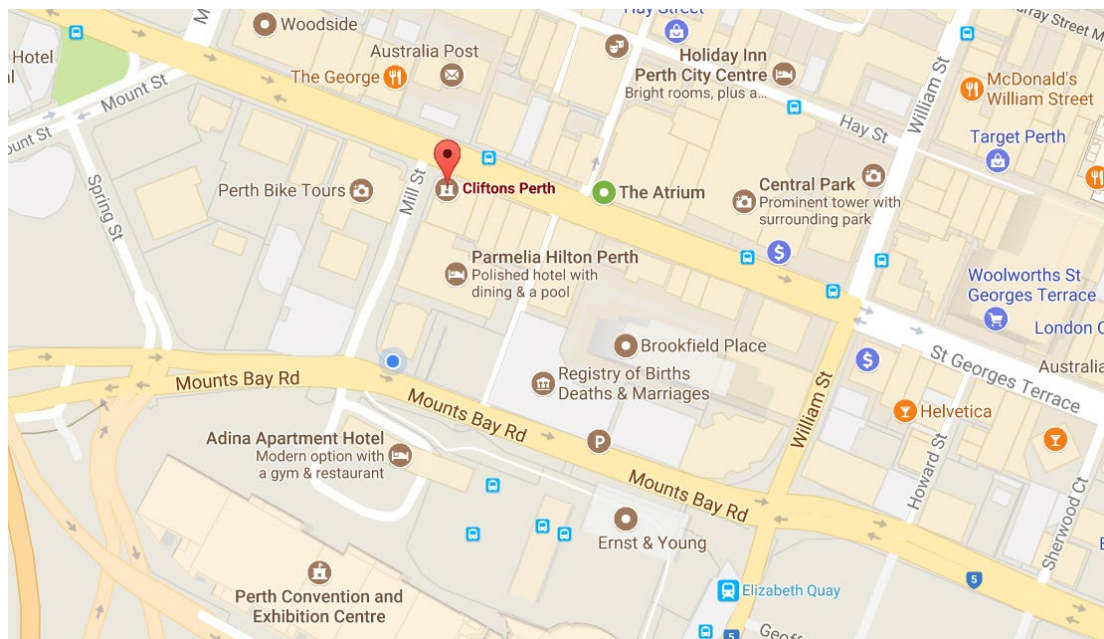 Woodside
Hay Street
Murray Street M
Hotel
al
Australia Post
The George
Holiday Inn
Perth City Centre
Bright rooms, plus a...
William St
McDonald's
William Street
Mount St
ount St
Hay St
Target Perth
Spring St
Perth Bike Tours
Mill St
Cliftons Perth
The Atrium
Central Park
Prominent tower with
surrounding park
$
Parmelia Hilton Perth
Polished hotel with
dining & a pool
Woolworths St
Georges Terrace
London C
Brookfield Place
St Georges Terrace
$
Australia
Registry of Births
Deaths & Marriages
Mounts Bay Rd
Mounts Bay Rd
William St
Helvetica
Adina Apartment Hotel
Modern option with
a gym & restaurant
P
Howard St
Mounts Bay Rd
Sherwood Ct
Ernst & Young
E
5
Perth Convention and
Exhibition Centre
Elizabeth Quay
5
Geoff